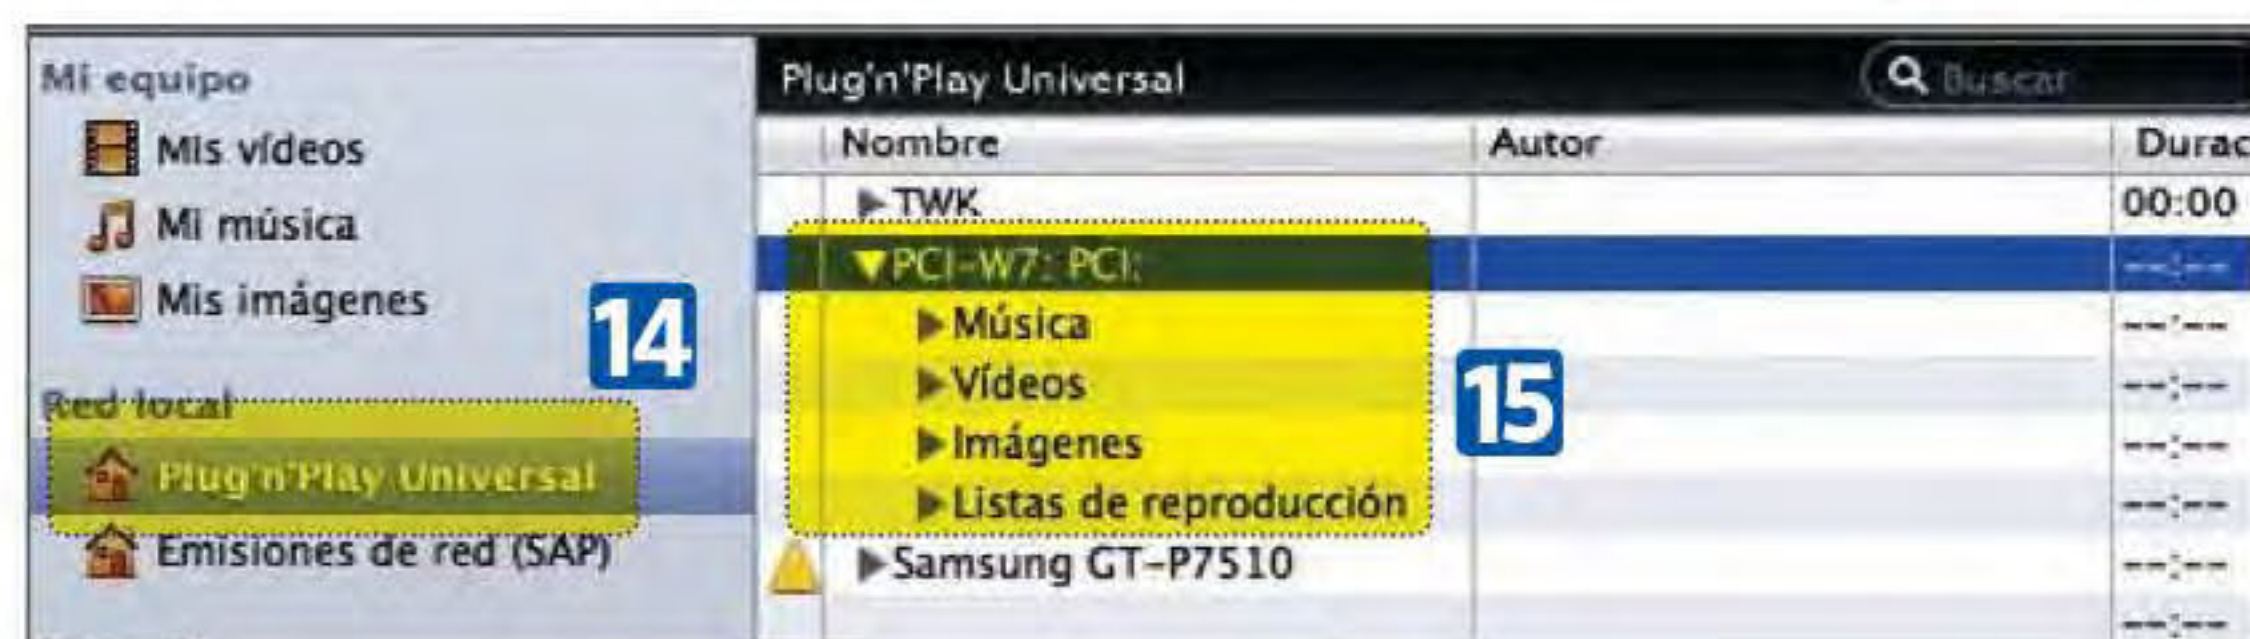 Mi equipo
Mis vídeos
Mi música
Mis imágenes
14
Red local
Plug'n'Play Universal
Emisiones de red (SAP)
Plug'n'Play Universal
Buscar
Nombre Autor Durac
TWK 00:00
PCI-W7: PCI: --:--
Música --:--
Vídeos --:--
Imágenes --:--
Listas de reproducción --:--
15
Samsung GT-P7510 --:--
--:--